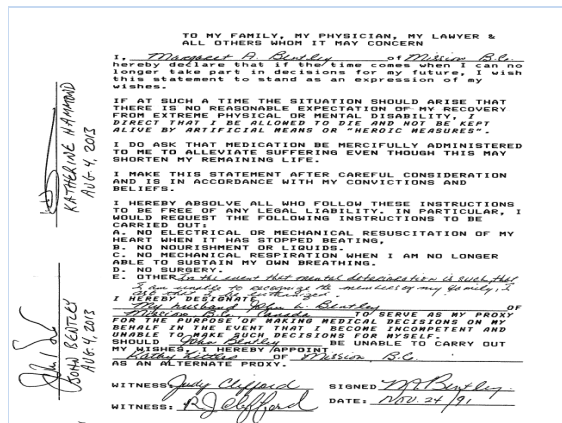 TO MY FAMILY, MY PHYSICIAN, MY LAWYER &
ALL OTHERS WHOM IT MAY CONCERN
I, Margaret A. Bentley of Mission B.C.
hereby declare that if the time comes when I can no
longer take part in decisions for my future, I wish
this statement to stand as an expression of my
wishes.
IF AT SUCH A TIME THE SITUATION SHOULD ARISE THAT
THERE IS NO REASONABLE EXPECTATION OF MY RECOVERY
FROM EXTREME PHYSICAL OR MENTAL DISABILITY, I
DIRECT THAT I BE ALLOWED TO DIE AND NOT BE KEPT
ALIVE BY ARTIFICIAL MEANS OR "HEROIC MEASURES".
I DO ASK THAT MEDICATION BE MERCIFULLY ADMINISTERED
TO ME TO ALLEVIATE SUFFERING EVEN THOUGH THIS MAY
SHORTEN MY REMAINING LIFE.
I MAKE THIS STATEMENT AFTER CAREFUL CONSIDERATION
AND IS IN ACCORDANCE WITH MY CONVICTIONS AND
BELIEFS.
I HEREBY ABSOLVE ALL WHO FOLLOW THESE INSTRUCTIONS
TO BE FREE OF ANY LEGAL LIABILITY. IN PARTICULAR, I
WOULD REQUEST THE FOLLOWING INSTRUCTIONS TO BE
CARRIED OUT:
A. NO ELECTRICAL OR MECHANICAL RESUSCITATION OF MY
HEART WHEN IT HAS STOPPED BEATING,
B. NO NOURISHMENT OR LIQUIDS.
C. NO MECHANICAL RESPIRATION WHEN I AM NO LONGER
ABLE TO SUSTAIN MY OWN BREATHING.
D. NO SURGERY.
E. OTHER In the event that mental deterioration is such that
I am unable to recognize the members of my family, I
ask that I be euthanized.
I HEREBY DESIGNATE
My husband John L. Bentley OF
Mission B.C. Canada TO SERVE AS MY PROXY
FOR THE PURPOSE OF MAKING MEDICAL DECISIONS ON MY
BEHALF IN THE EVENT THAT I BECOME INCOMPETENT AND
UNABLE TO MAKE SUCH DECISIONS FOR MYSELF.
SHOULD John Bentley BE UNABLE TO CARRY OUT
MY WISHES, I HEREBY APPOINT
Kathy OF Mission B.C.
AS AN ALTERNATE PROXY.
WITNESS: Judy Clifford SIGNED M Bentley
WITNESS: R J Clifford DATE: Nov. 24/91
KATHERINE HAMMOND
AUG. 4, 2013
JOHN BENTLEY
AUG. 4, 2013